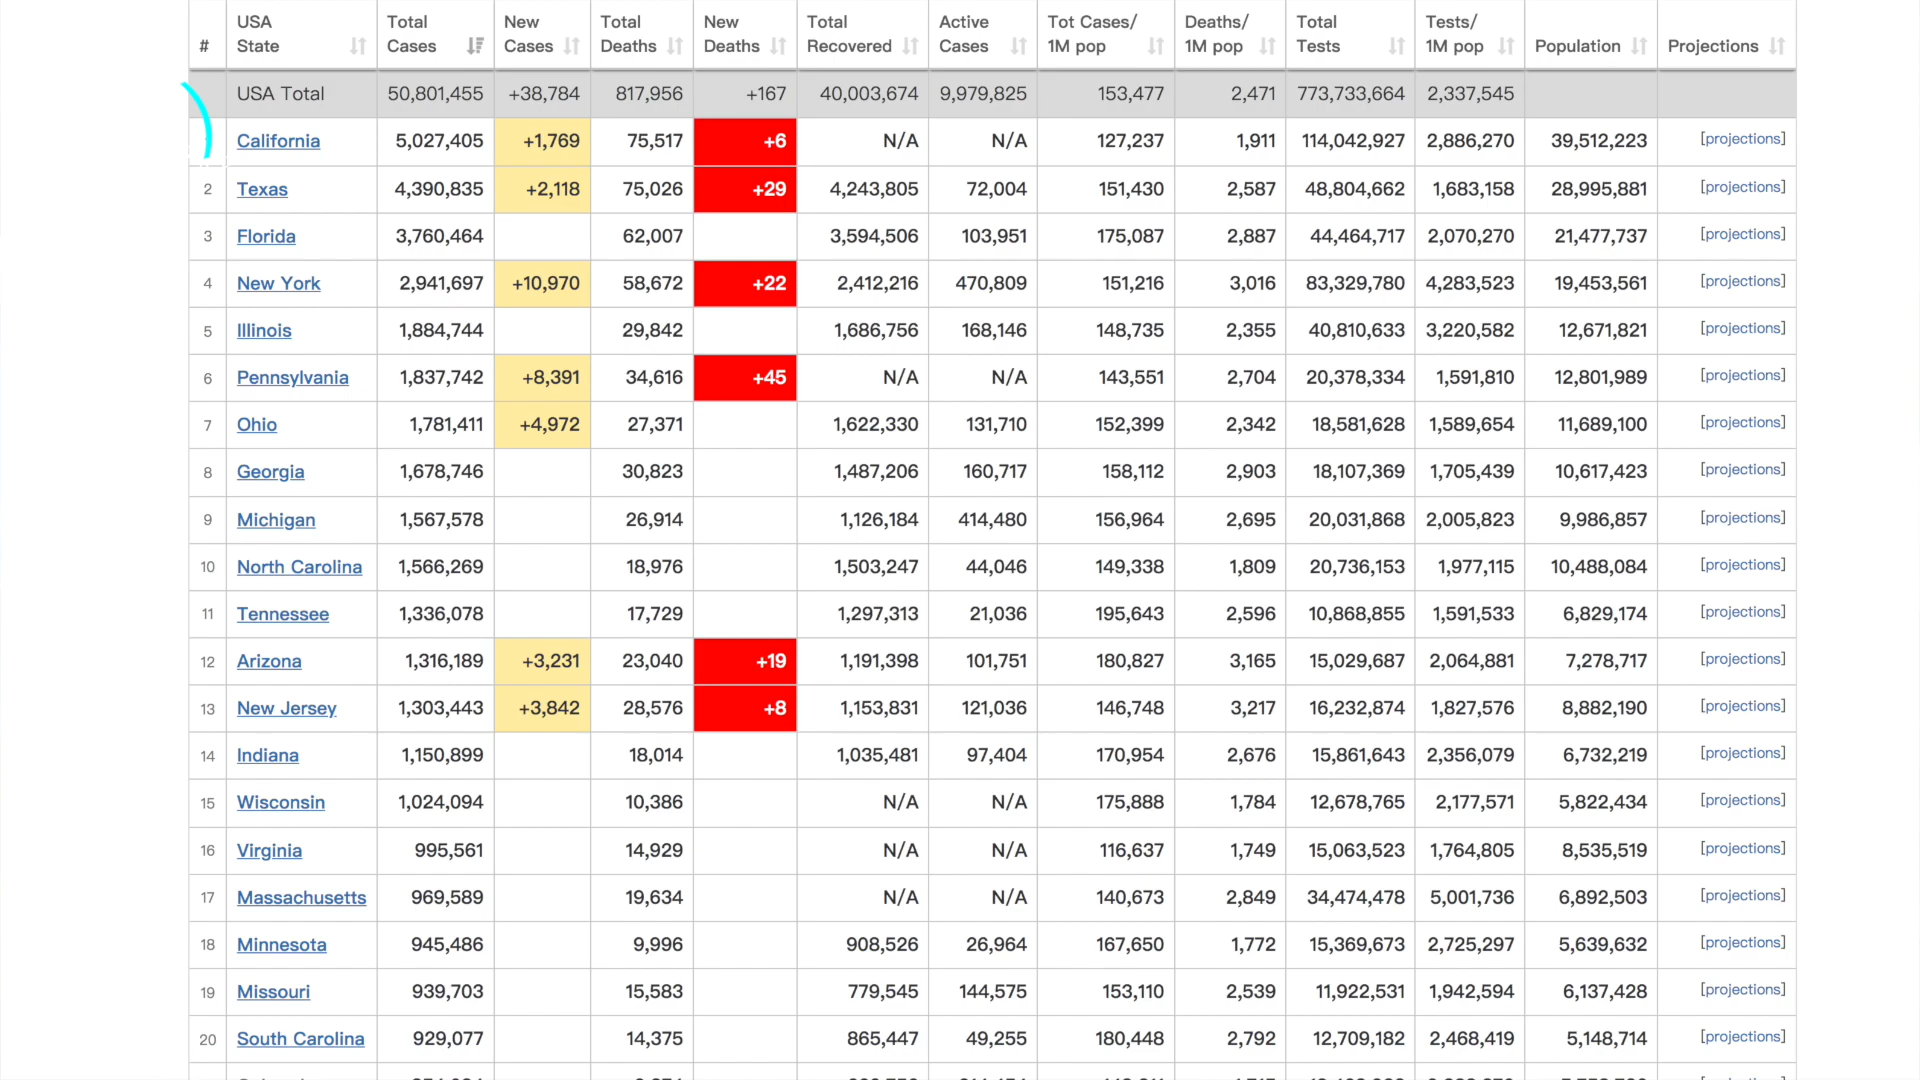 # USA State Total Cases New Cases Total Deaths New Deaths Total Recovered Active Cases Tot Cases/ 1M pop Deaths/ 1M pop Total Tests Tests/ 1M pop Population Projections
USA Total 50,801,455 +38,784 817,956 +167 40,003,674 9,979,825 153,477 2,471 773,733,664 2,337,545
California 5,027,405 +1,769 75,517 +6 N/A N/A 127,237 1,911 114,042,927 2,886,270 39,512,223 [projections]
2 Texas 4,390,835 +2,118 75,026 +29 4,243,805 72,004 151,430 2,587 48,804,662 1,683,158 28,995,881 [projections]
3 Florida 3,760,464 62,007 3,594,506 103,951 175,087 2,887 44,464,717 2,070,270 21,477,737 [projections]
4 New York 2,941,697 +10,970 58,672 +22 2,412,216 470,809 151,216 3,016 83,329,780 4,283,523 19,453,561 [projections]
5 Illinois 1,884,744 29,842 1,686,756 168,146 148,735 2,355 40,810,633 3,220,582 12,671,821 [projections]
6 Pennsylvania 1,837,742 +8,391 34,616 +45 N/A N/A 143,551 2,704 20,378,334 1,591,810 12,801,989 [projections]
7 Ohio 1,781,411 +4,972 27,371 1,622,330 131,710 152,399 2,342 18,581,628 1,589,654 11,689,100 [projections]
8 Georgia 1,678,746 30,823 1,487,206 160,717 158,112 2,903 18,107,369 1,705,439 10,617,423 [projections]
9 Michigan 1,567,578 26,914 1,126,184 414,480 156,964 2,695 20,031,868 2,005,823 9,986,857 [projections]
10 North Carolina 1,566,269 18,976 1,503,247 44,046 149,338 1,809 20,736,153 1,977,115 10,488,084 [projections]
11 Tennessee 1,336,078 17,729 1,297,313 21,036 195,643 2,596 10,868,855 1,591,533 6,829,174 [projections]
12 Arizona 1,316,189 +3,231 23,040 +19 1,191,398 101,751 180,827 3,165 15,029,687 2,064,881 7,278,717 [projections]
13 New Jersey 1,303,443 +3,842 28,576 +8 1,153,831 121,036 146,748 3,217 16,232,874 1,827,576 8,882,190 [projections]
14 Indiana 1,150,899 18,014 1,035,481 97,404 170,954 2,676 15,861,643 2,356,079 6,732,219 [projections]
15 Wisconsin 1,024,094 10,386 N/A N/A 175,888 1,784 12,678,765 2,177,571 5,822,434 [projections]
16 Virginia 995,561 14,929 N/A N/A 116,637 1,749 15,063,523 1,764,805 8,535,519 [projections]
17 Massachusetts 969,589 19,634 N/A N/A 140,673 2,849 34,474,478 5,001,736 6,892,503 [projections]
18 Minnesota 945,486 9,996 908,526 26,964 167,650 1,772 15,369,673 2,725,297 5,639,632 [projections]
19 Missouri 939,703 15,583 779,545 144,575 153,110 2,539 11,922,531 1,942,594 6,137,428 [projections]
20 South Carolina 929,077 14,375 865,447 49,255 180,448 2,792 12,709,182 2,468,419 5,148,714 [projections]